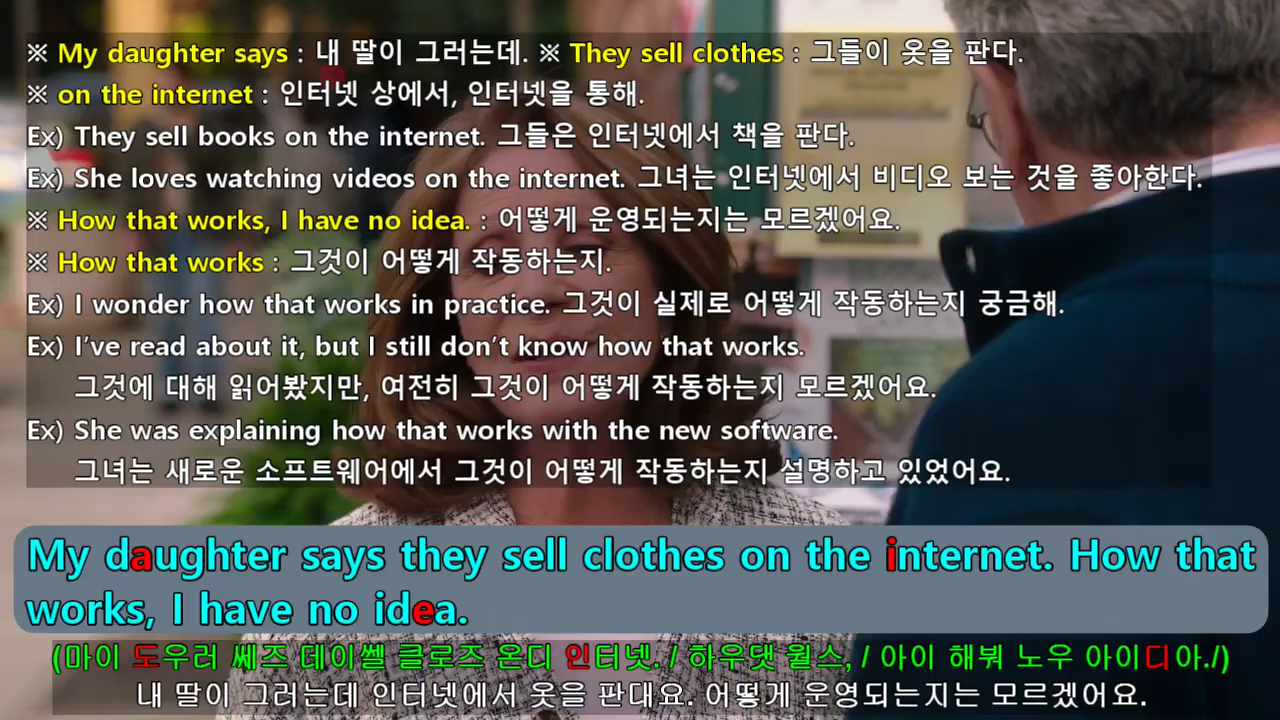 ※ My daughter says : 내 딸이 그러는데. ※ They sell clothes : 그들이 옷을 판다.
※ on the internet : 인터넷 상에서, 인터넷을 통해.
Ex) They sell books on the internet. 그들은 인터넷에서 책을 판다.
Ex) She loves watching videos on the internet. 그녀는 인터넷에서 비디오 보는 것을 좋아한다.
※ How that works, I have no idea. : 어떻게 운영되는지는 모르겠어요.
※ How that works : 그것이 어떻게 작동하는지.
Ex) I wonder how that works in practice. 그것이 실제로 어떻게 작동하는지 궁금해.
Ex) I’ve read about it, but I still don’t know how that works.
그것에 대해 읽어봤지만, 여전히 그것이 어떻게 작동하는지 모르겠어요.
Ex) She was explaining how that works with the new software.
그녀는 새로운 소프트웨어에서 그것이 어떻게 작동하는지 설명하고 있었어요.
My daughter says they sell clothes on the internet. How that
works, I have no idea.
(마이 도우러 쎄즈 데이쎌 클로즈 온디 인터넷. / 하우댓 월스, / 아이 해붜 노우 아이디아./)
내 딸이 그러는데 인터넷에서 옷을 판대요. 어떻게 운영되는지는 모르겠어요.